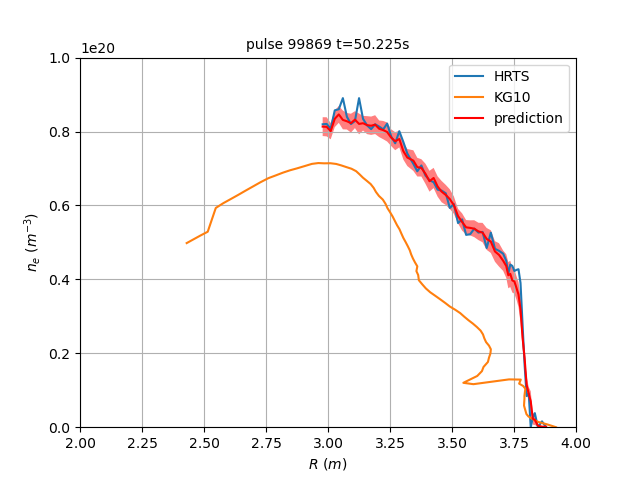 pulse 99869 t=50.225s
1e20
HRTS
KG10
prediction
1.0
0.8
0.6
0.4
0.2
0.0
n_e (m^{-3})
2.00 2.25 2.50 2.75 3.00 3.25 3.50 3.75 4.00
R (m)